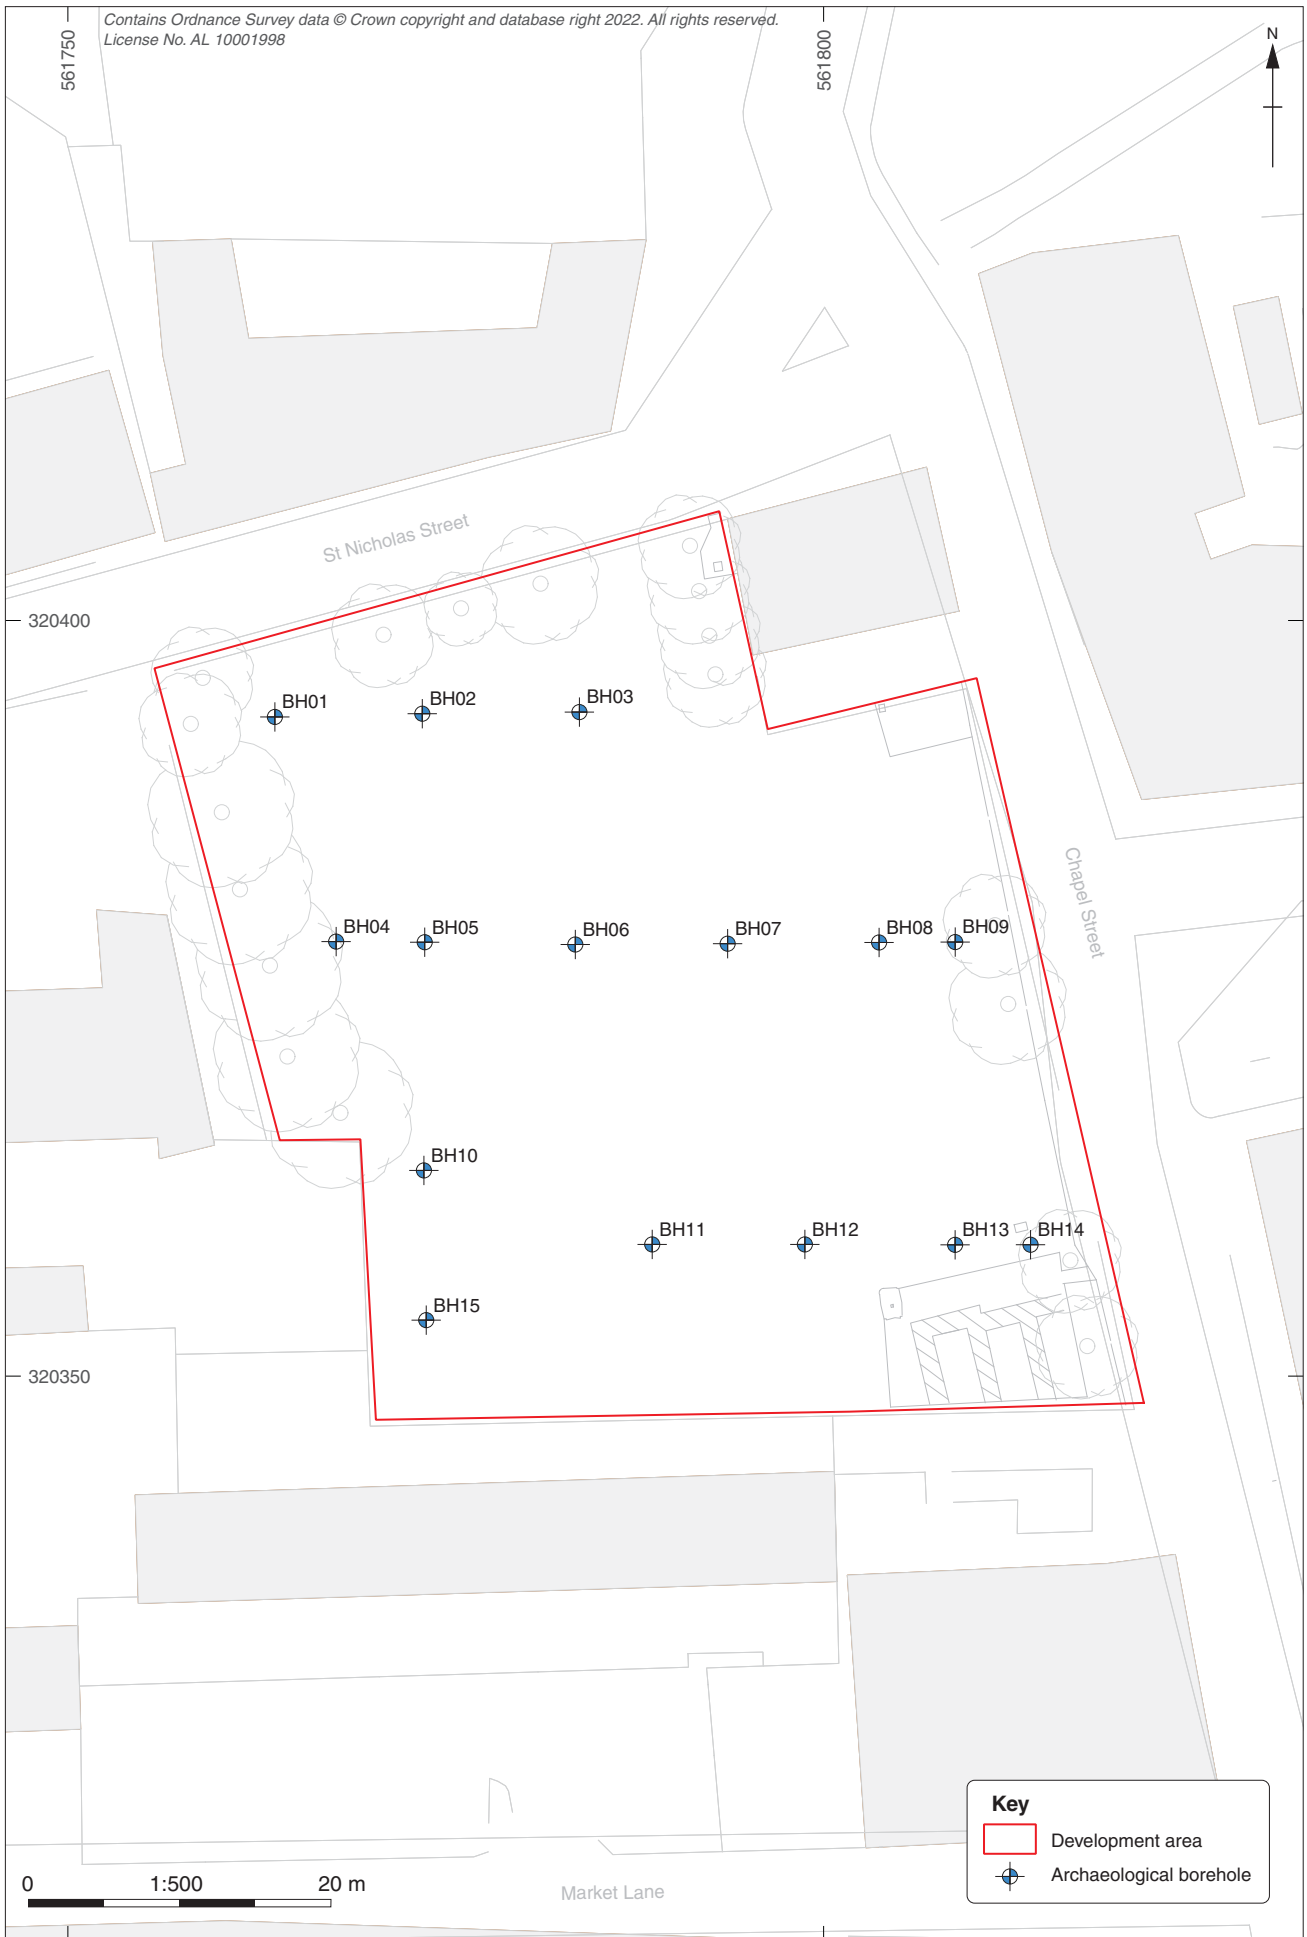 Contains Ordnance Survey data © Crown copyright and database right 2022. All rights reserved.
License No. AL 10001998
561750
561800
N
St Nicholas Street
320400
BH01
BH02
BH03
Chapel Street
BH04
BH05
BH06
BH07
BH08
BH09
BH10
BH11
BH12
BH13
BH14
BH15
320350
Key
Development area
Archaeological borehole
0 1:500 20 m
Market Lane